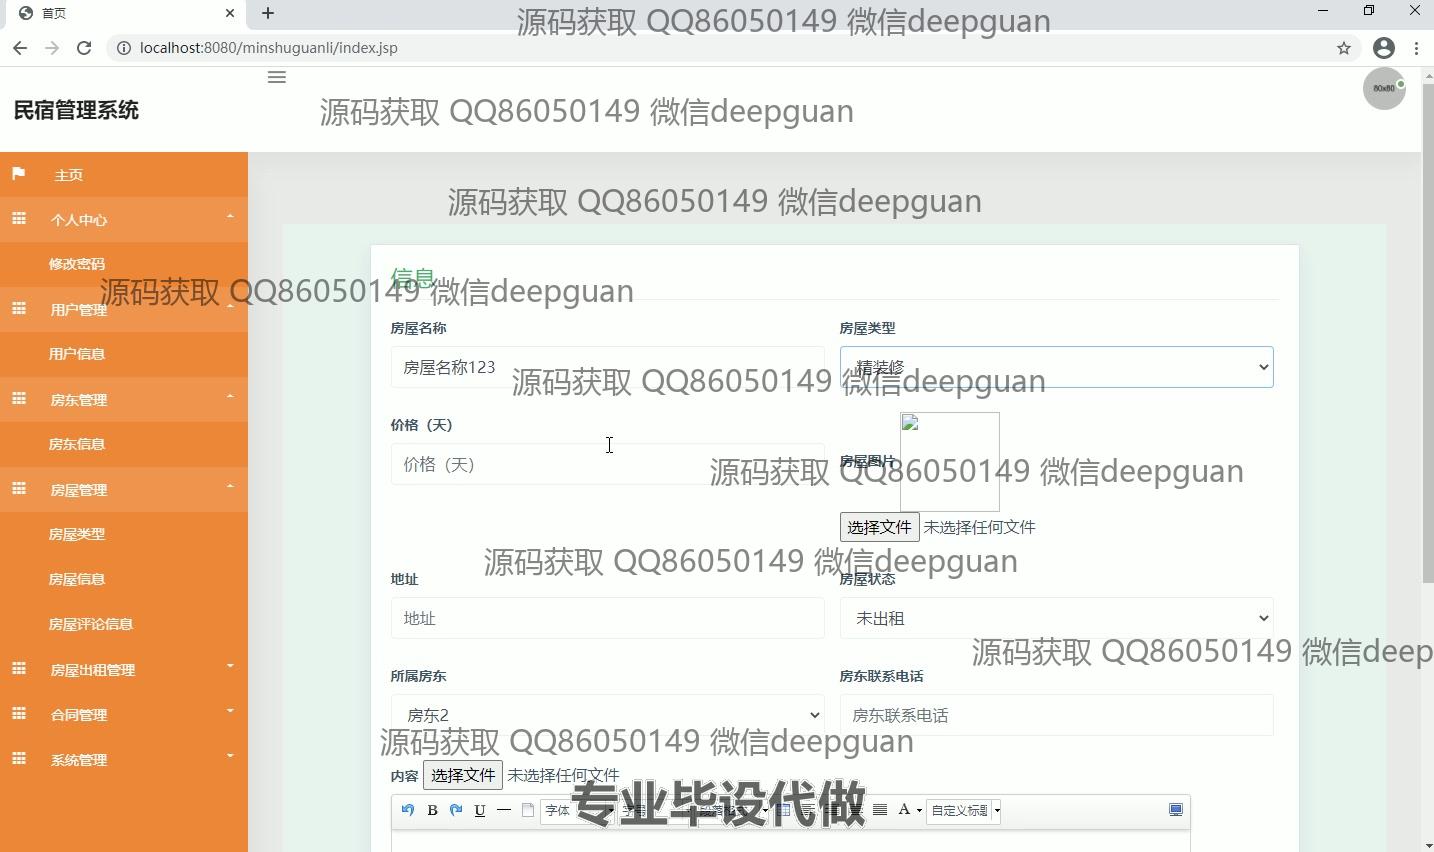 首页
源码获取 QQ86050149 微信deepguan
localhost:8080/minshuguanli/index.jsp
民宿管理系统
源码获取 QQ86050149 微信deepguan
80x80
主页
源码获取 QQ86050149 微信deepguan
个人中心
修改密码
信息
源码获取 QQ86050149 微信deepguan
用户管理
房屋名称
房屋类型
用户信息
房屋名称123
精装修
源码获取 QQ86050149 微信deepguan
房东管理
价格（天）
房东信息
价格（天）
房屋图片
源码获取 QQ86050149 微信deepguan
房屋管理
选择文件 未选择任何文件
房屋类型
源码获取 QQ86050149 微信deepguan
房屋信息
地址
房屋状态
地址
未出租
房屋评论信息
源码获取 QQ86050149 微信deep
房屋出租管理
所属房东
房东联系电话
合同管理
房东2
房东联系电话
源码获取 QQ86050149 微信deepguan
系统管理
内容 选择文件 未选择任何文件
B U 字体 字号 段落格式 A 自定义标题
专业毕设代做